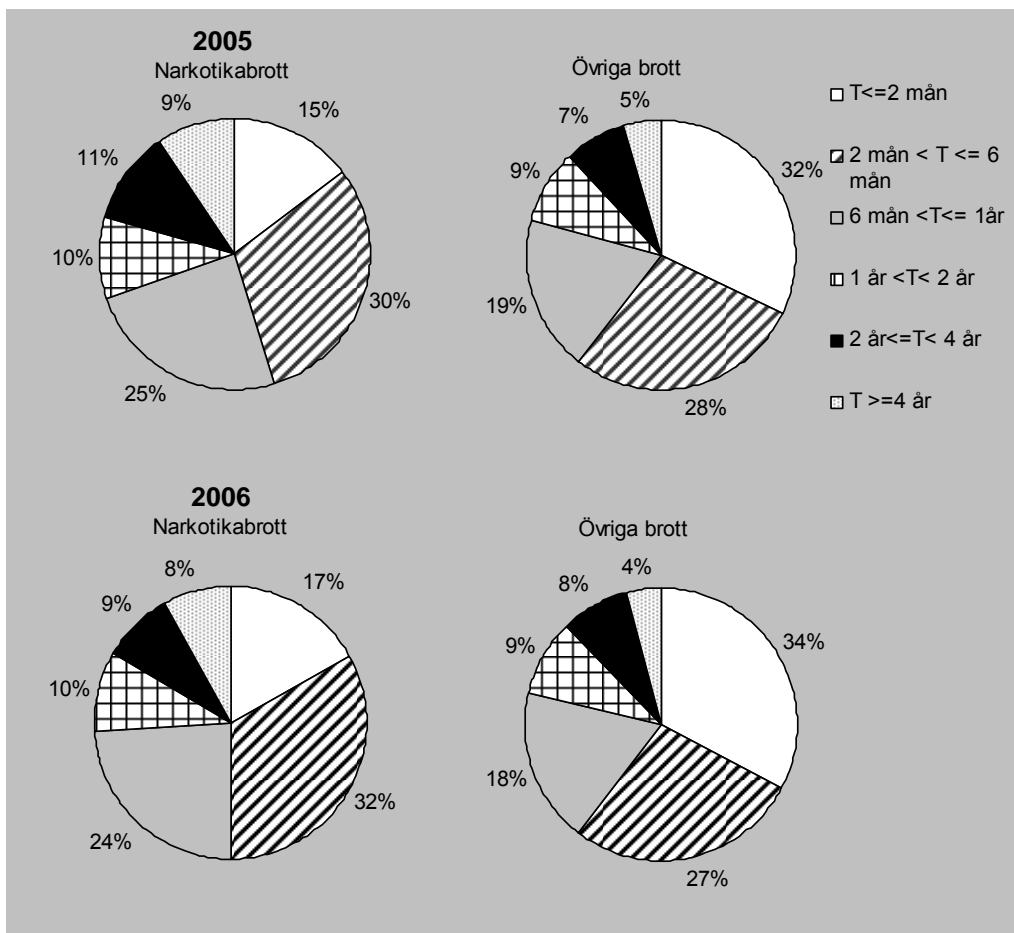 2005
Narkotikabrott
9%
15%
11%
10%
30%
25%
Övriga brott
5%
7%
9%
32%
19%
28%
T<=2 mån
2 mån < T <= 6
mån
6 mån <T<= 1år
1 år <T< 2 år
2 år<=T< 4 år
T >=4 år
2006
Narkotikabrott
8%
17%
9%
10%
32%
24%
Övriga brott
4%
8%
34%
9%
18%
27%